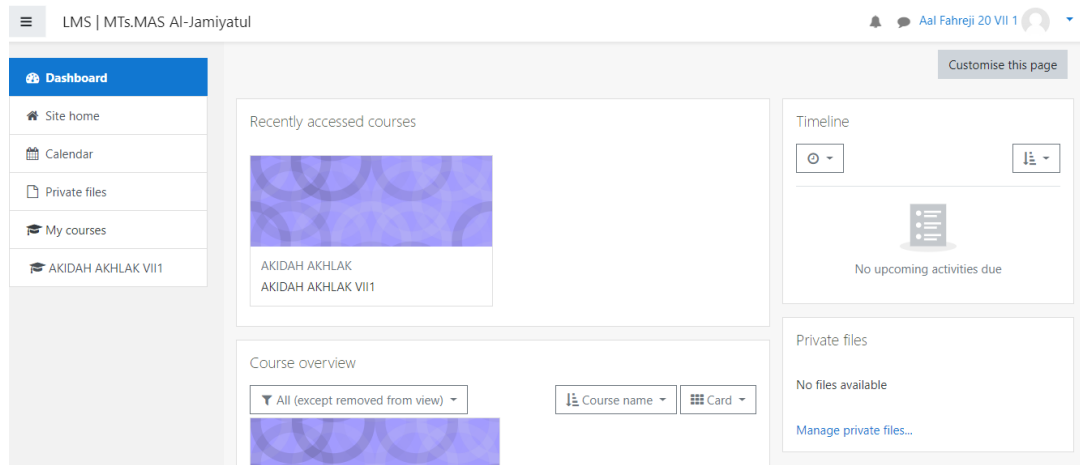 LMS | MTs.MAS Al-Jamiyatul
Aal Fahreji 20 VII 1
Customise this page
Dashboard
Site home
Calendar
Private files
My courses
AKIDAH AKHLAK VII1
Recently accessed courses
AKIDAH AKHLAK
AKIDAH AKHLAK VII1
Course overview
All (except removed from view)
Course name
Card
Timeline
No upcoming activities due
Private files
No files available
Manage private files...